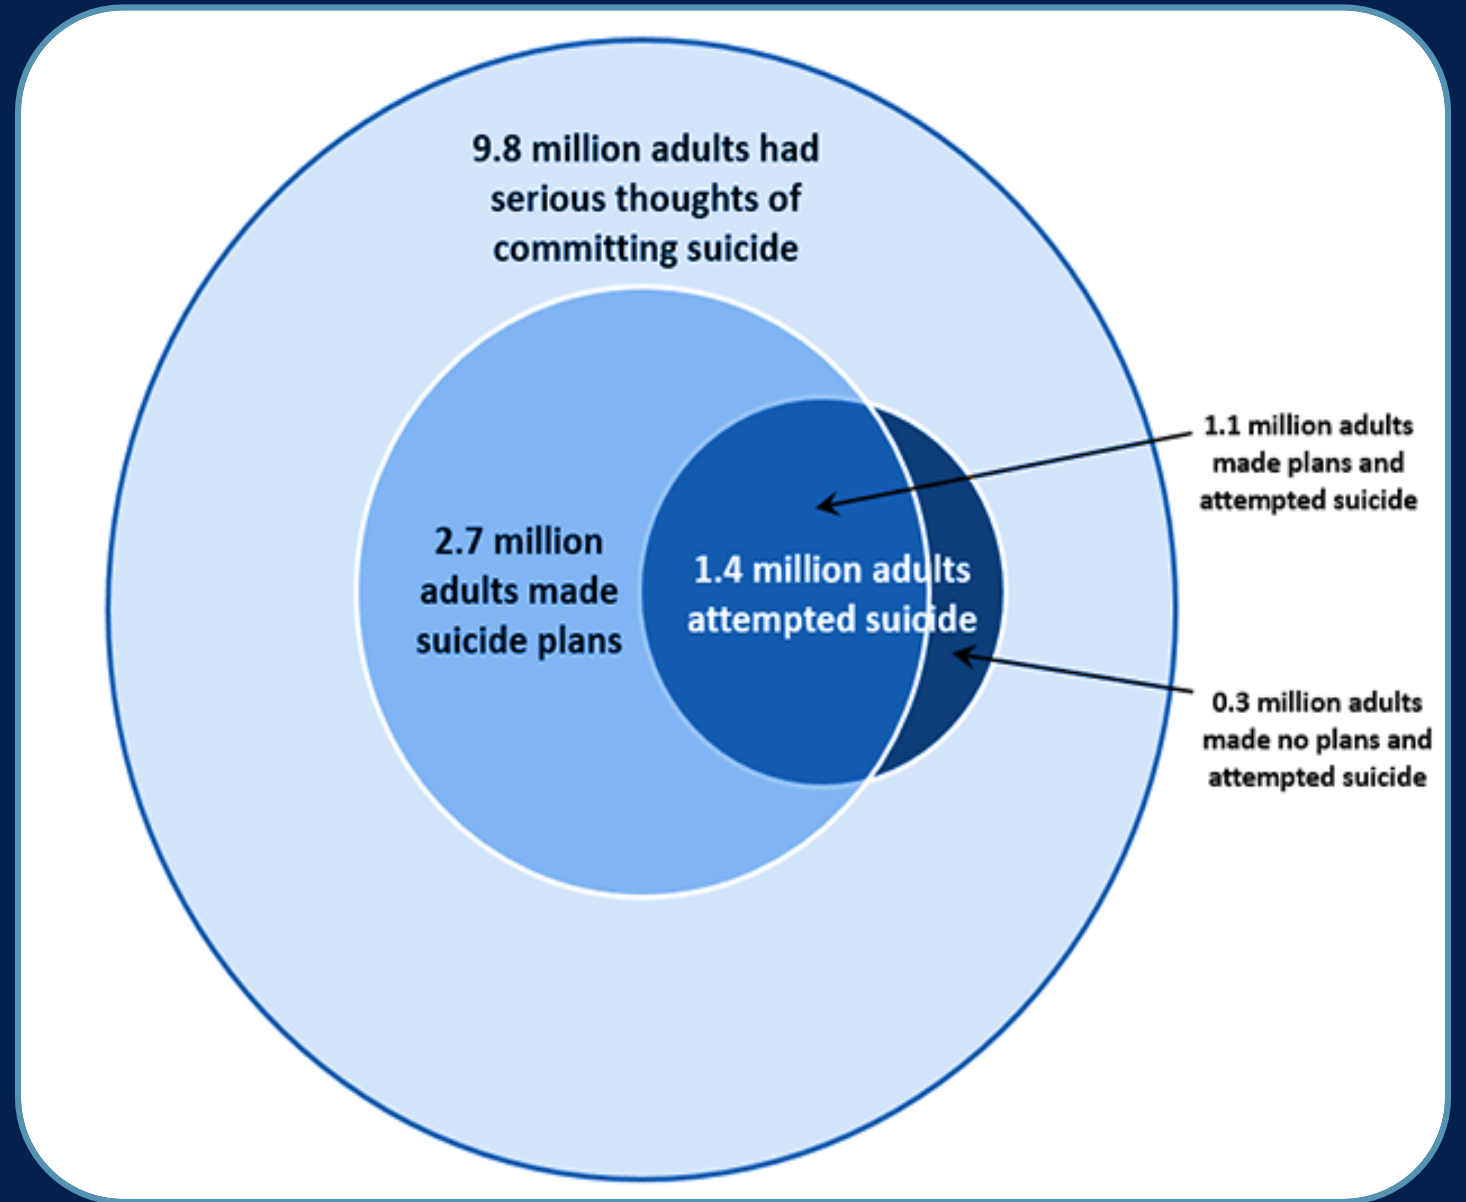 9.8 million adults had
serious thoughts of
committing suicide
1.1 million adults
made plans and
attempted suicide
2.7 million
adults made
suicide plans
1.4 million adults
attempted suicide
0.3 million adults
made no plans and
attempted suicide